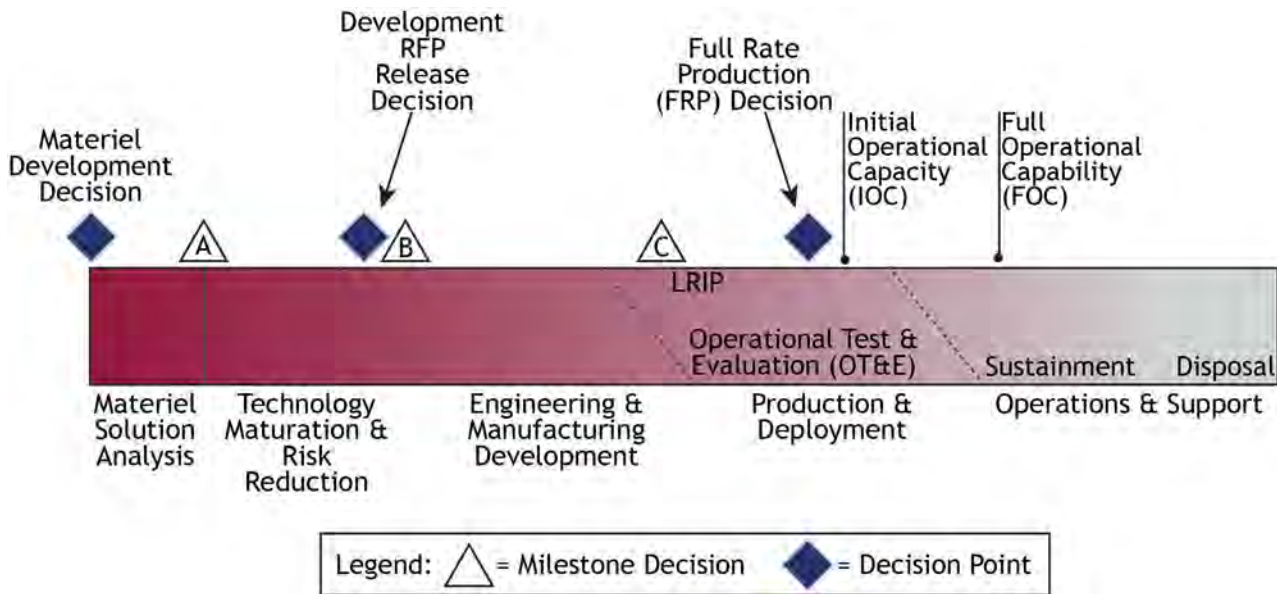 Development
RFP
Release
Decision
Full Rate
Production
(FRP) Decision
Materiel
Development
Decision
Initial
Operational
Capacity
(IOC)
Full
Operational
Capability
(FOC)
A
B
C
LRIP
Operational Test &
Evaluation (OT&E)
Sustainment
Disposal
Materiel
Solution
Analysis
Technology
Maturation &
Risk
Reduction
Engineering &
Manufacturing
Development
Production &
Deployment
Operations & Support
Legend: = Milestone Decision = Decision Point